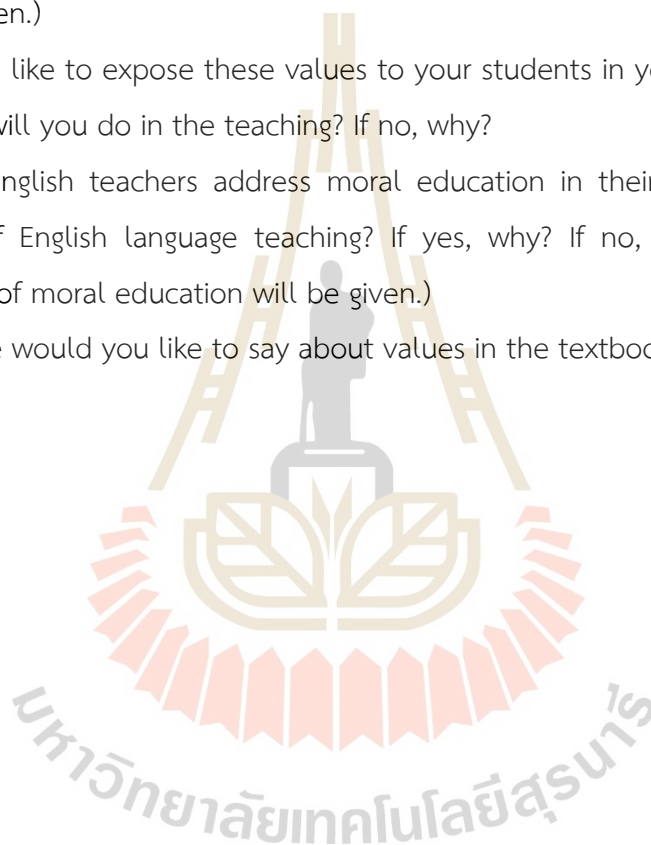 en.)
like to expose these values to your students in y
will you do in the teaching? If no, why?
nglish teachers address moral education in their
f English language teaching? If yes, why? If no,
of moral education will be given.)
e would you like to say about values in the textboo
มหาวิทยาลัยเทคโนโลยีสุรนารี